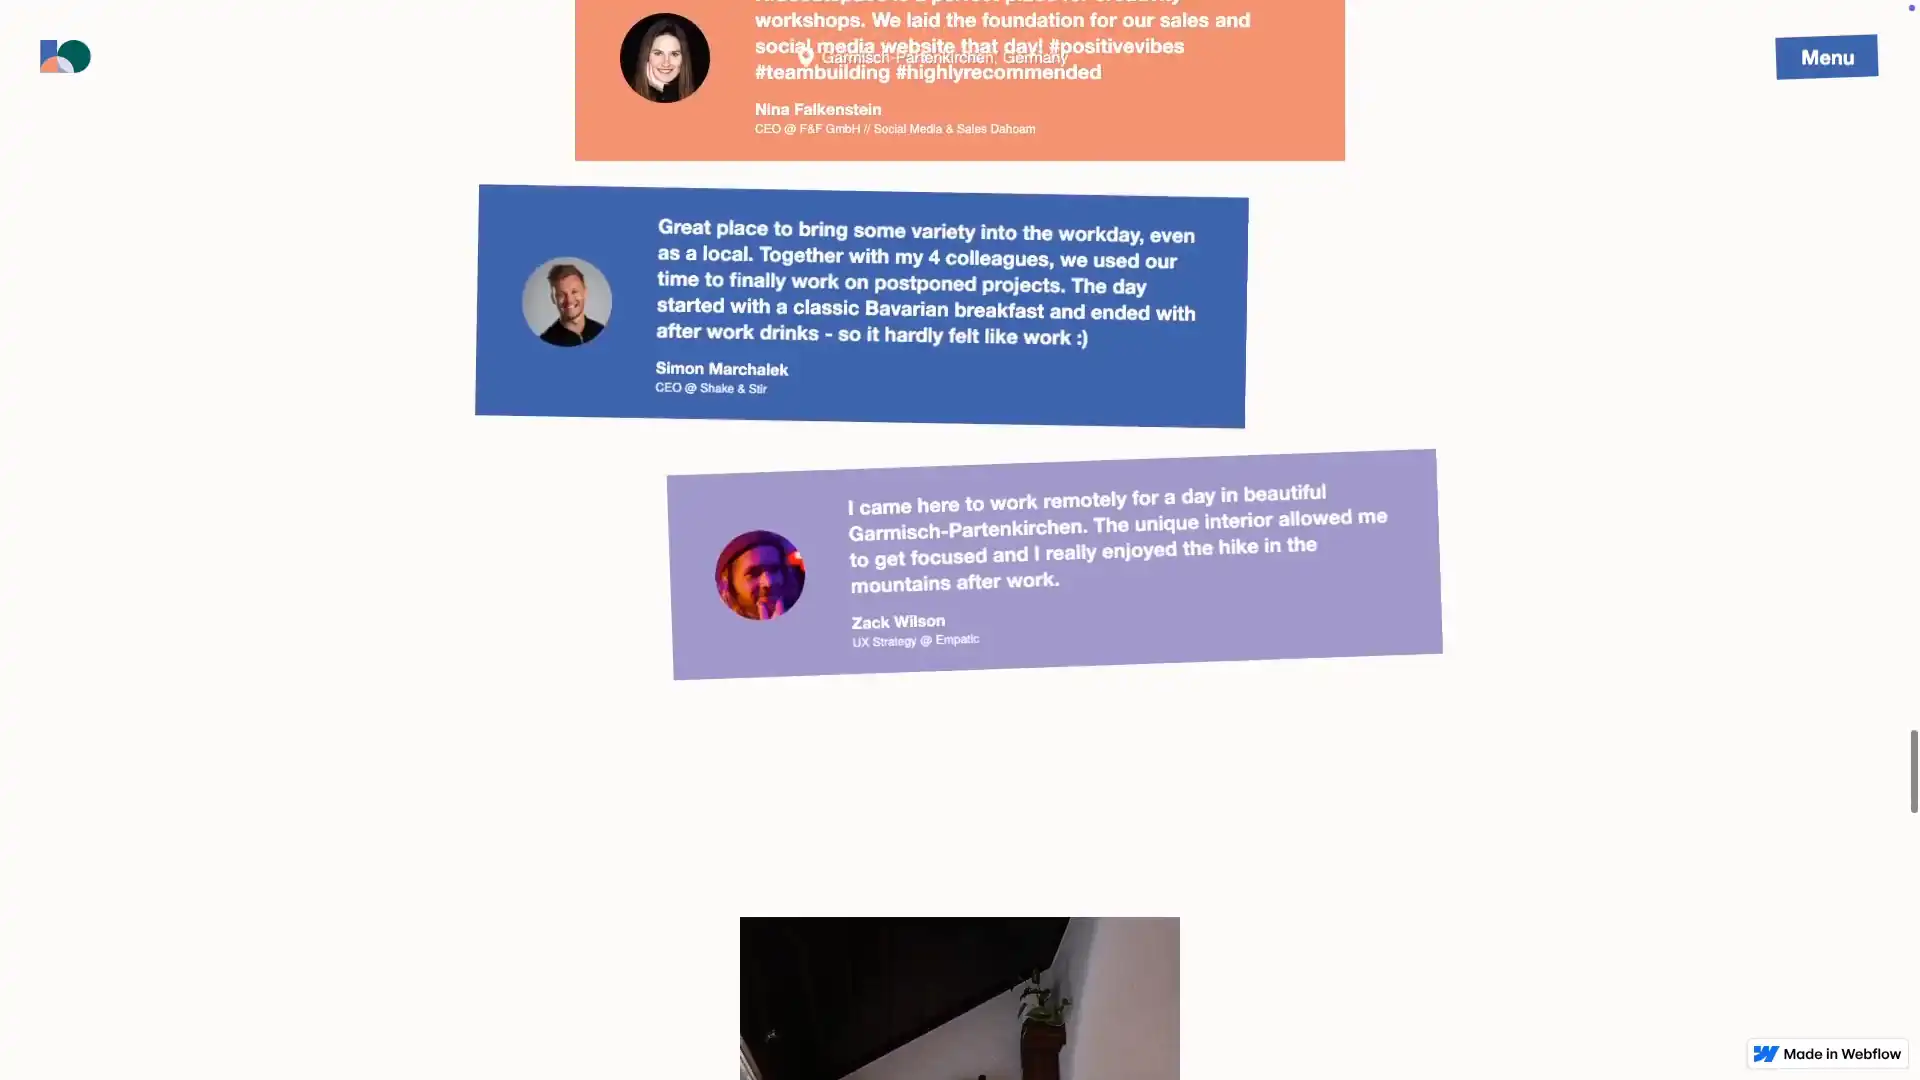 workshops. We laid the foundation for our sales and
social media website that day! #positivevibes
Garmisch-Partenkirchen, Germany
#teambuilding #highlyrecommended
Nina Falkenstein
CEO @ F&F GmbH // Social Media & Sales Dahoam
Menu
Great place to bring some variety into the workday, even
as a local. Together with my 4 colleagues, we used our
time to finally work on postponed projects. The day
started with a classic Bavarian breakfast and ended with
after work drinks - so it hardly felt like work :)
Simon Marchalek
CEO @ Shake & Stir
I came here to work remotely for a day in beautiful
Garmisch-Partenkirchen. The unique interior allowed me
to get focused and I really enjoyed the hike in the
mountains after work.
Zack Wilson
UX Strategy @ Empatic
Made in Webflow